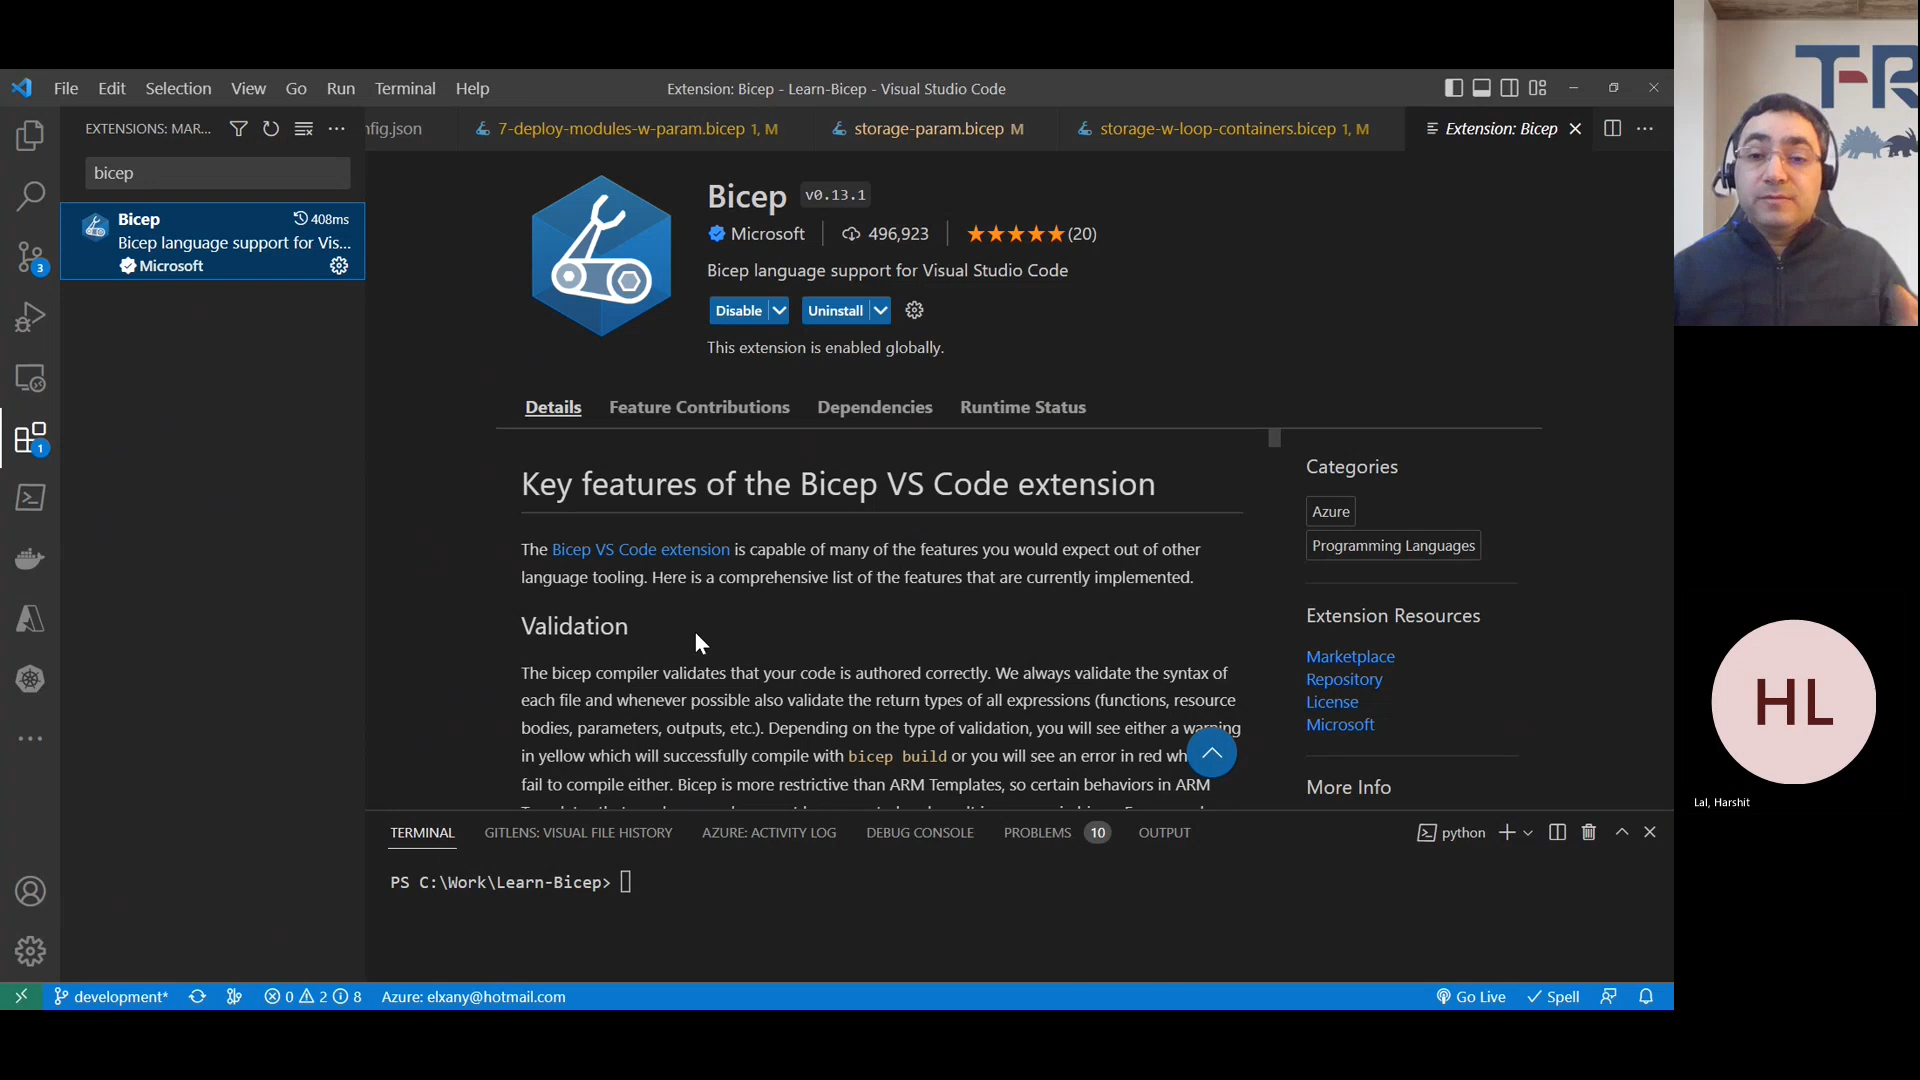 File Edit Selection View Go Run Terminal Help
Extension: Bicep - Learn-Bicep - Visual Studio Code
EXTENSIONS: MAR...
nfig.json
7-deploy-modules-w-param.bicep 1, M
storage-param.bicep M
storage-w-loop-containers.bicep 1, M
Extension: Bicep
bicep
Bicep 408ms
Bicep language support for Vis...
Microsoft
3
1
Bicep v0.13.1
Microsoft 496,923 (20)
Bicep language support for Visual Studio Code
Disable Uninstall
This extension is enabled globally.
Details Feature Contributions Dependencies Runtime Status
Key features of the Bicep VS Code extension
The Bicep VS Code extension is capable of many of the features you would expect out of other
language tooling. Here is a comprehensive list of the features that are currently implemented.
Validation
The bicep compiler validates that your code is authored correctly. We always validate the syntax of
each file and whenever possible also validate the return types of all expressions (functions, resource
bodies, parameters, outputs, etc.). Depending on the type of validation, you will see either a warning
in yellow which will successfully compile with bicep build or you will see an error in red wh
fail to compile either. Bicep is more restrictive than ARM Templates, so certain behaviors in ARM
Categories
Azure
Programming Languages
Extension Resources
Marketplace
Repository
License
Microsoft
More Info
TERMINAL GITLENS: VISUAL FILE HISTORY AZURE: ACTIVITY LOG DEBUG CONSOLE PROBLEMS 10 OUTPUT
python
PS C:\Work\Learn-Bicep>
development* 0 2 8 Azure: elxany@hotmail.com
Go Live Spell
T-R
HL
Lal, Harshit